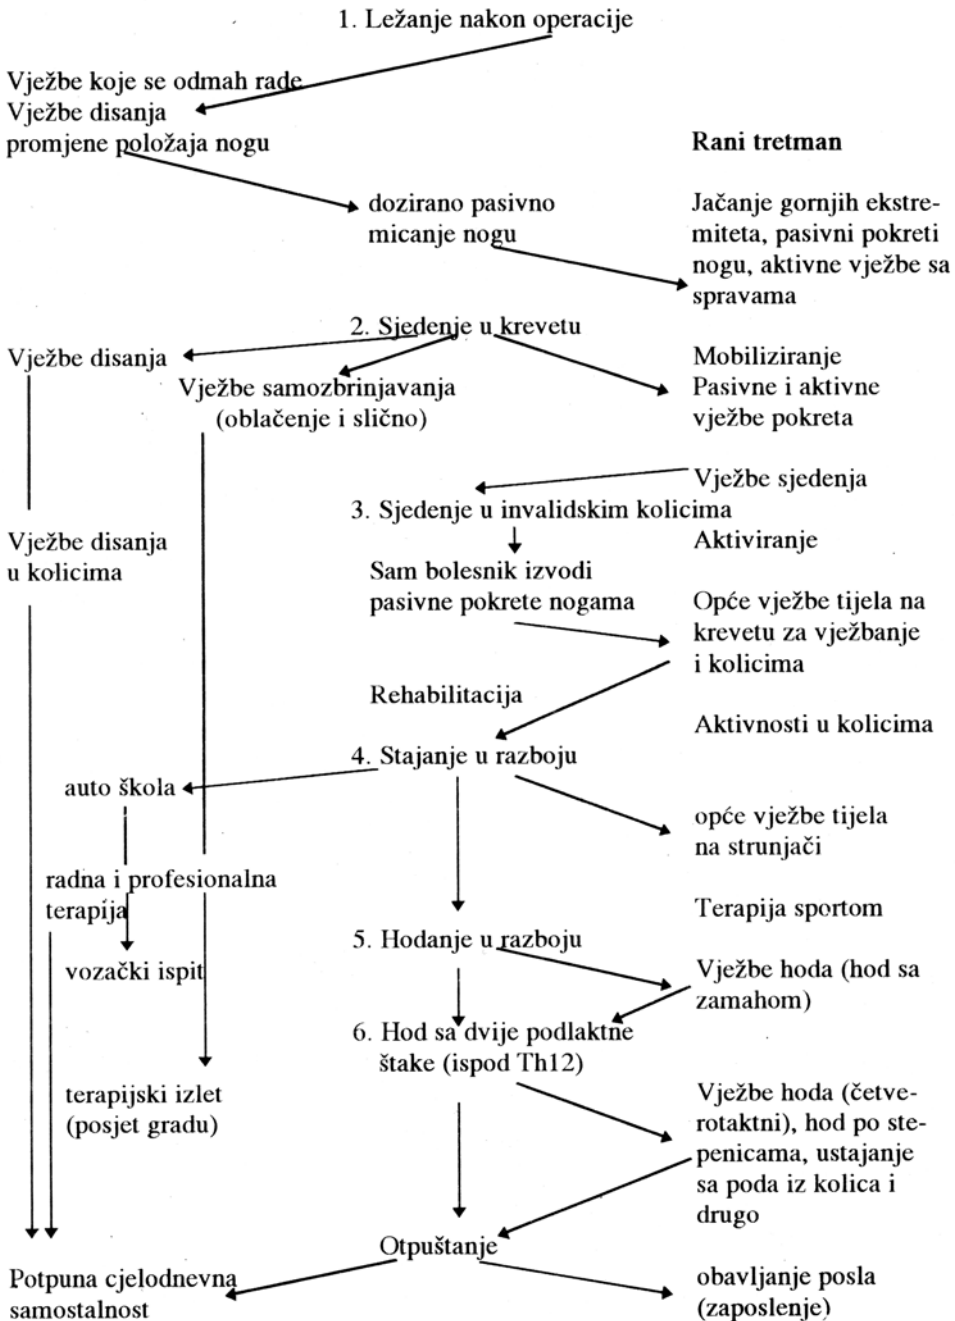 1. Ležanje nakon operacije
Vježbe koje se odmah rade
Vježbe disanja
promjene položaja nogu
Rani tretman
dozirano pasivno
micanje nogu
Jačanje gornjih ekstre-
miteta, pasivni pokreti
nogu, aktivne vježbe sa
spravama
2. Sjedenje u krevetu
Vježbe disanja
Vježbe samozbrinjavanja
(oblačenje i slično)
Mobiliziranje
Pasivne i aktivne
vježbe pokreta
Vježbe sjedenja
3. Sjedenje u invalidskim kolicima
Vježbe disanja
u kolicima
Aktiviranje
Sam bolesnik izvodi
pasivne pokrete nogama
Opće vježbe tijela na
krevetu za vježbanje
i kolicima
Rehabilitacija
Aktivnosti u kolicima
4. Stajanje u razboju
auto škola
opće vježbe tijela
na strunjači
radna i profesionalna
terapija
Terapija sportom
5. Hodanje u razboju
vozački ispit
Vježbe hoda (hod sa
zamahom)
6. Hod sa dvije podlaktne
štake (ispod Th12)
terapijski izlet
(posjet gradu)
Vježbe hoda (četve-
rotaktni), hod po ste-
penicama, ustajanje
sa poda iz kolica i
drugo
Otpuštanje
Potpuna cjelodnevna
samostalnost
obavljanje posla
(zaposlenje)